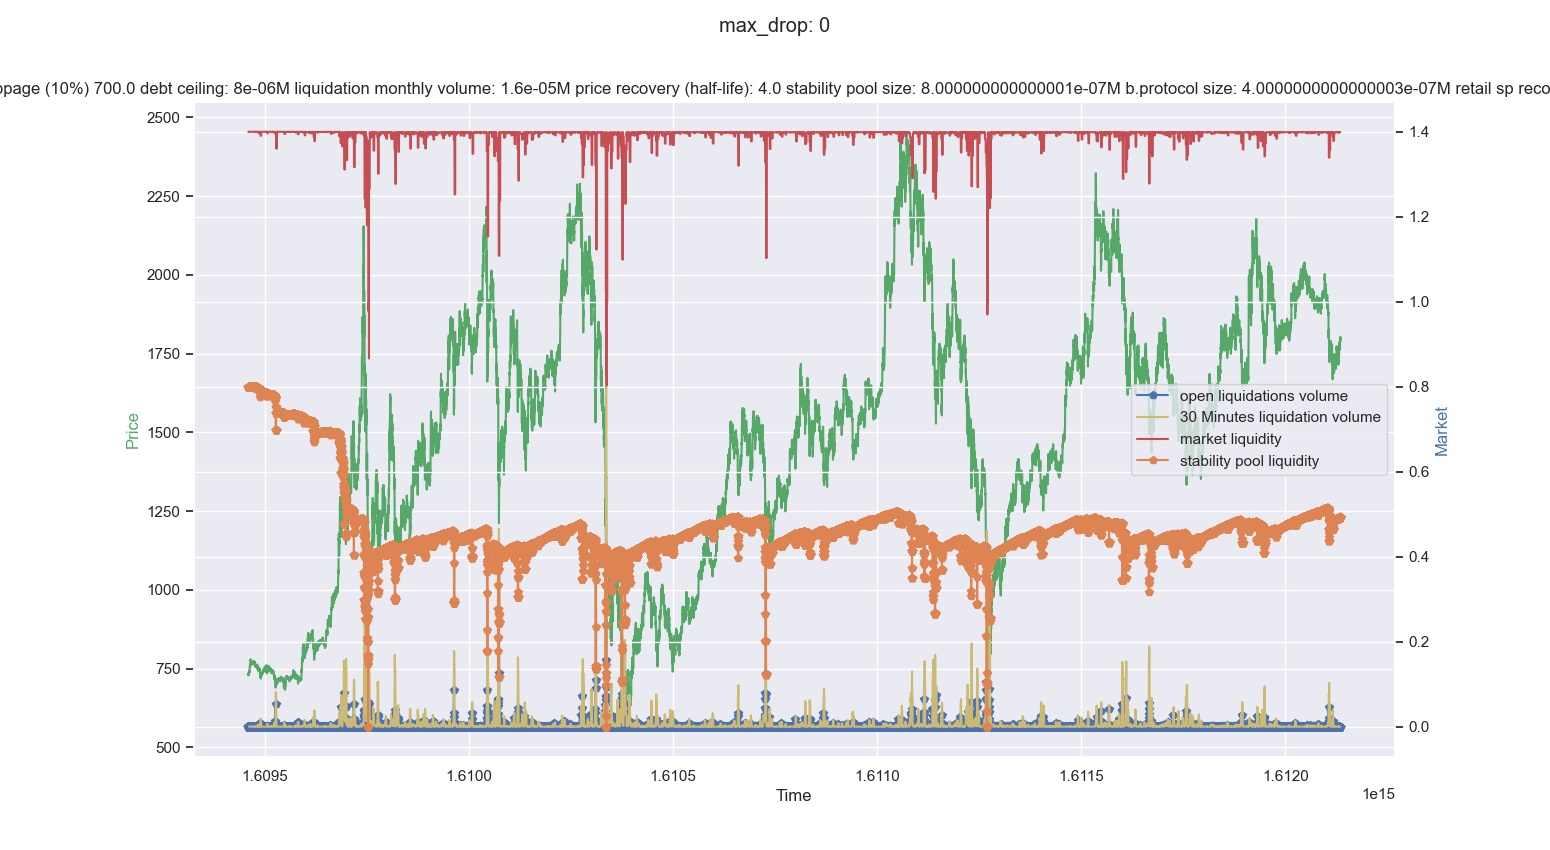 max_drop: 0
(10%) 700.0 debt ceiling: 8e-06M liquidation monthly volume: 1.6e-05M price recovery (half-life): 4.0 stability pool size: 8.000000000000001e-07M b.protocol size: 4.0000000000000003e-07M retail sp
2500
2250
2000
1750
1500
1250
1000
750
500
Price
1.4
1.2
1.0
0.8
0.6
0.4
0.2
0.0
Market
open liquidations volume
30 Minutes liquidation volume
market liquidity
stability pool liquidity
1.6095
1.6100
1.6105
1.6110
1.6115
1.6120
Time
1e15